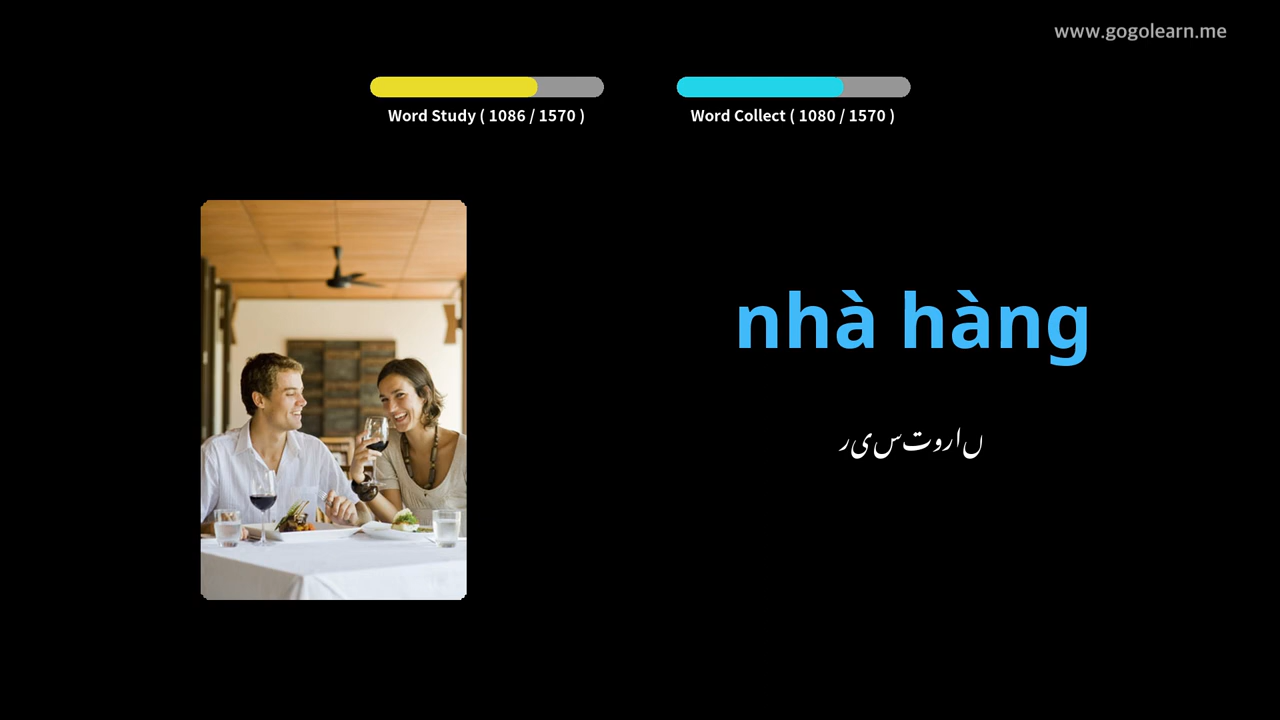 www.gogolearn.me
Word Study ( 1086 / 1570 )
Word Collect ( 1080 / 1570 )
nhà hàng
ریستوراں